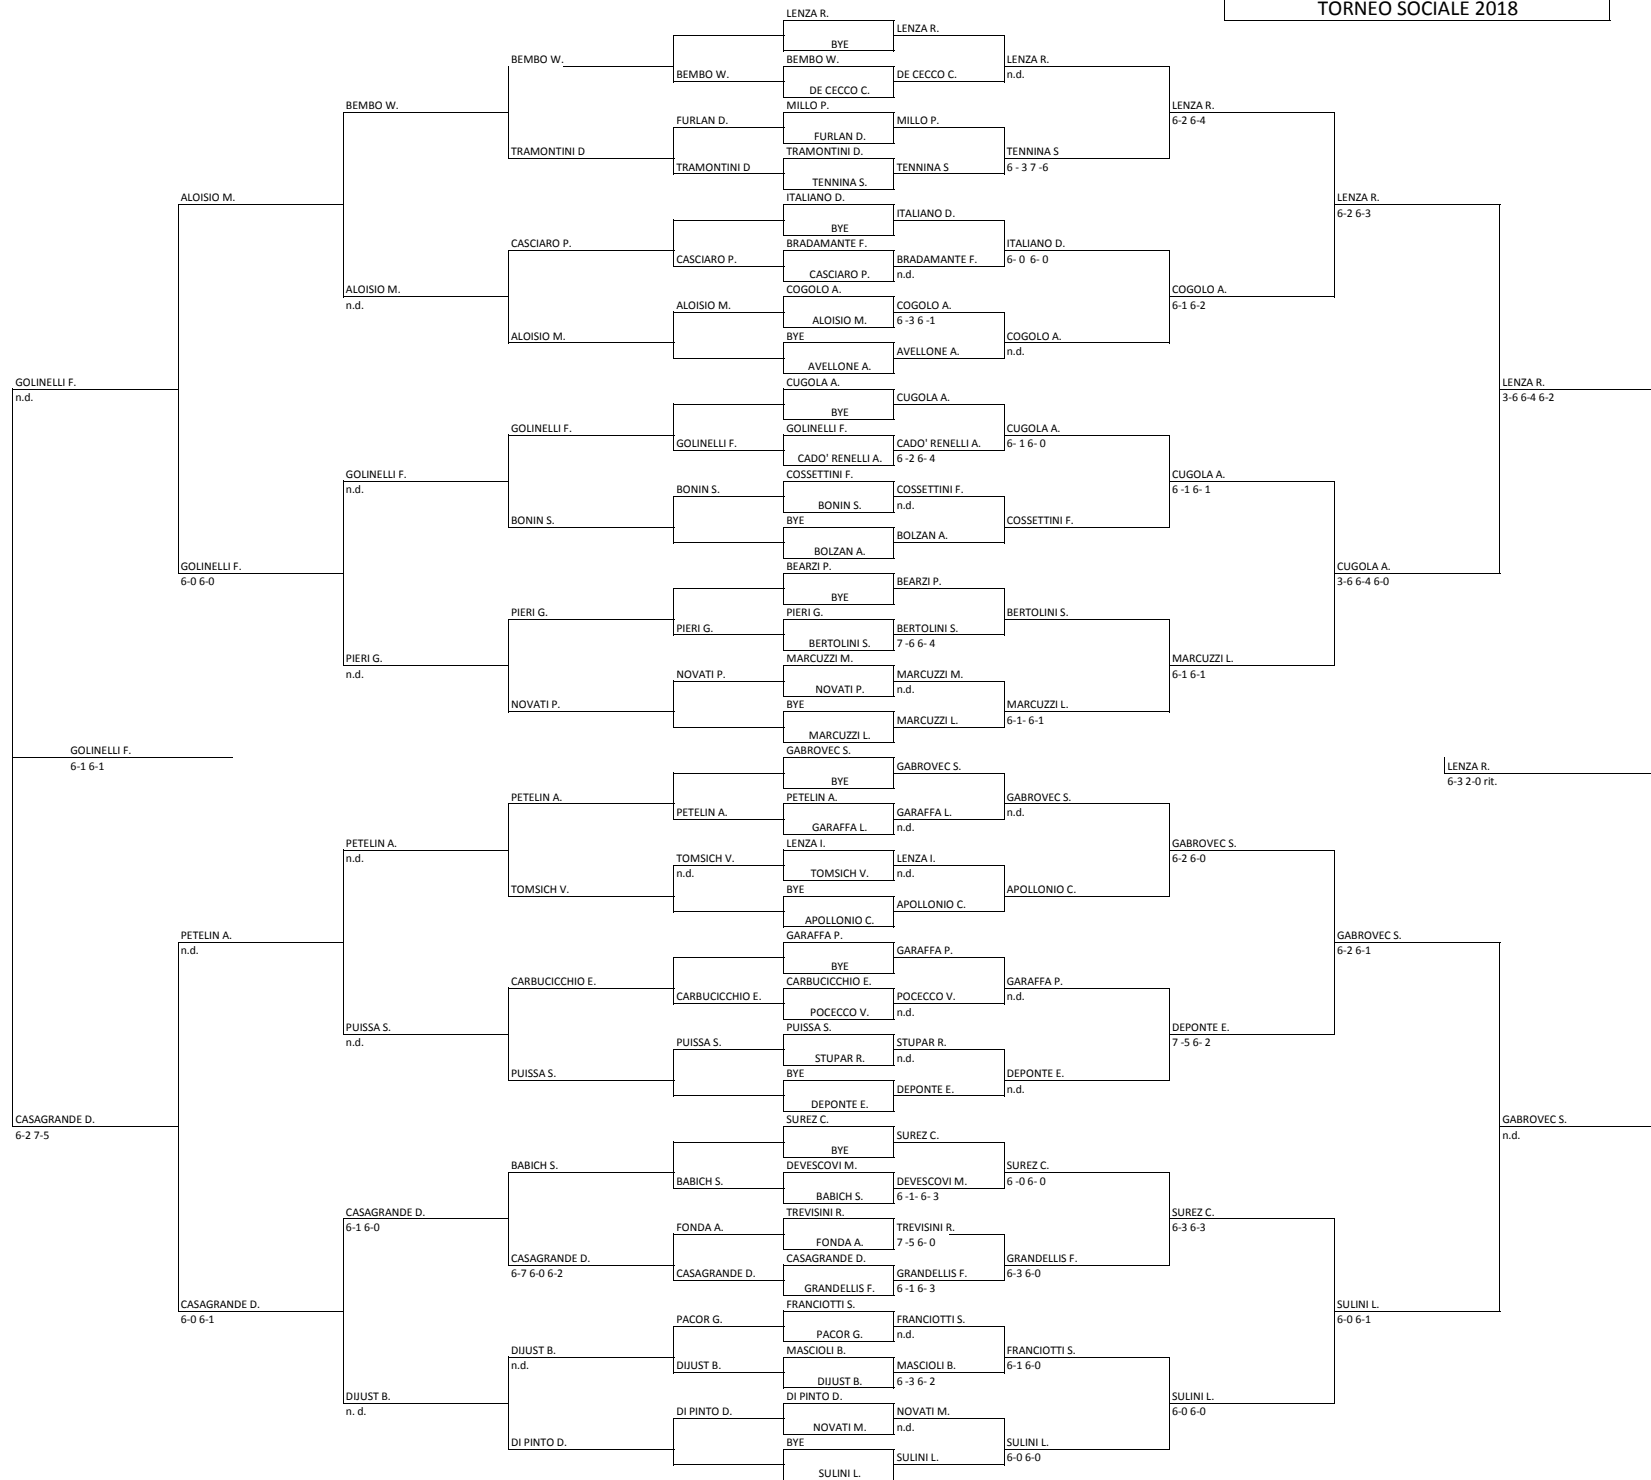 TORNEO SOCIALE 2018
LENZA R.
LENZA R.
BYE
BEMBO W.
BEMBO W.
LENZA R.
BEMBO W.
DE CECCO C.
n.d.
DE CECCO C.
BEMBO W.
MILLO P.
LENZA R.
FURLAN D.
MILLO P.
6-2 6-4
FURLAN D.
TRAMONTINI D
TRAMONTINI D.
TENNINA S
TRAMONTINI D
TENNINA S
6 - 3 7 -6
TENNINA S.
ALOISIO M.
ITALIANO D.
LENZA R.
ITALIANO D.
6-2 6-3
BYE
CASCIARO P.
BRADAMANTE F.
ITALIANO D.
CASCIARO P.
BRADAMANTE F.
6- 0 6- 0
CASCIARO P.
n.d.
ALOISIO M.
COGOLO A.
COGOLO A.
n.d.
ALOISIO M.
COGOLO A.
6-1 6-2
ALOISIO M.
6 -3 6 -1
ALOISIO M.
BYE
COGOLO A.
AVELLONE A.
n.d.
AVELLONE A.
GOLINELLI F.
CUGOLA A.
LENZA R.
n.d.
CUGOLA A.
3-6 6-4 6-2
BYE
GOLINELLI F.
GOLINELLI F.
CUGOLA A.
GOLINELLI F.
CADO' RENELLI A.
6- 1 6- 0
CADO' RENELLI A.
6 -2 6- 4
GOLINELLI F.
COSSETTINI F.
CUGOLA A.
n.d.
BONIN S.
COSSETTINI F.
6 -1 6- 1
BONIN S.
n.d.
BONIN S.
BYE
COSSETTINI F.
BOLZAN A.
BOLZAN A.
GOLINELLI F.
BEARZI P.
CUGOLA A.
6-0 6-0
BEARZI P.
3-6 6-4 6-0
BYE
PIERI G.
PIERI G.
BERTOLINI S.
PIERI G.
BERTOLINI S.
BERTOLINI S.
7 -6 6- 4
PIERI G.
MARCUZZI M.
MARCUZZI L.
n.d.
NOVATI P.
MARCUZZI M.
6-1 6-1
NOVATI P.
n.d.
NOVATI P.
BYE
MARCUZZI L.
MARCUZZI L.
6-1- 6-1
MARCUZZI L.
GOLINELLI F.
GABROVEC S.
6-1 6-1
GABROVEC S.
LENZA R.
BYE
6-3 2-0 rit.
PETELIN A.
PETELIN A.
GABROVEC S.
PETELIN A.
GARAFFA L.
n.d.
GARAFFA L.
n.d.
PETELIN A.
LENZA I.
GABROVEC S.
n.d.
TOMSICH V.
LENZA I.
6-2 6-0
n.d.
TOMSICH V.
n.d.
TOMSICH V.
BYE
APOLLONIO C.
APOLLONIO C.
APOLLONIO C.
PETELIN A.
GARAFFA P.
GABROVEC S.
n.d.
GARAFFA P.
6-2 6-1
BYE
CARBUCICCHIO E.
CARBUCICCHIO E.
GARAFFA P.
CARBUCICCHIO E.
POCECCO V.
n.d.
POCECCO V.
n.d.
PUISSA S.
PUISSA S.
DEPONTE E.
n.d.
PUISSA S.
STUPAR R.
7 -5 6- 2
STUPAR R.
n.d.
PUISSA S.
BYE
DEPONTE E.
DEPONTE E.
n.d.
DEPONTE E.
CASAGRANDE D.
SUREZ C.
GABROVEC S.
6-2 7-5
SUREZ C.
n.d.
BYE
BABICH S.
DEVESCOVI M.
SUREZ C.
BABICH S.
DEVESCOVI M.
6 -0 6- 0
BABICH S.
6 -1- 6- 3
CASAGRANDE D.
TREVISINI R.
SUREZ C.
6-1 6-0
FONDA A.
TREVISINI R.
6-3 6-3
FONDA A.
7 -5 6- 0
CASAGRANDE D.
CASAGRANDE D.
GRANDELLIS F.
6-7 6-0 6-2
CASAGRANDE D.
GRANDELLIS F.
6-3 6-0
GRANDELLIS F.
6 -1 6- 3
CASAGRANDE D.
FRANCIOTTI S.
SULINI L.
6-0 6-1
PACOR G.
FRANCIOTTI S.
6-0 6-1
PACOR G.
n.d.
DIJUST B.
MASCIOLI B.
FRANCIOTTI S.
n.d.
DIJUST B.
MASCIOLI B.
6-1 6-0
DIJUST B.
6 -3 6- 2
DIJUST B.
DI PINTO D.
SULINI L.
n. d.
DI PINTO D.
NOVATI M.
6-0 6-0
NOVATI M.
n.d.
DI PINTO D.
BYE
SULINI L.
SULINI L.
6-0 6-0
SULINI L.